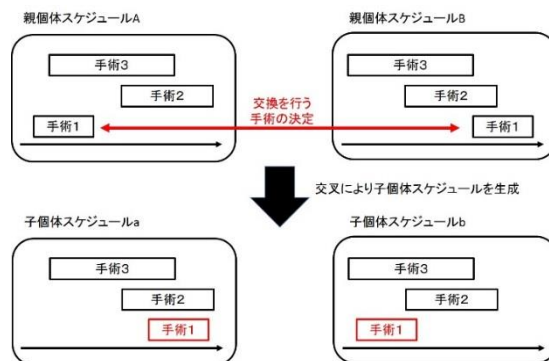 親個体スケジュールA
手術3
手術2
手術1
親個体スケジュールB
手術3
手術2
手術1
交換を行う
手術の決定
交叉により子個体スケジュールを生成
子個体スケジュールa
手術3
手術2
手術1
子個体スケジュールb
手術3
手術2
手術1